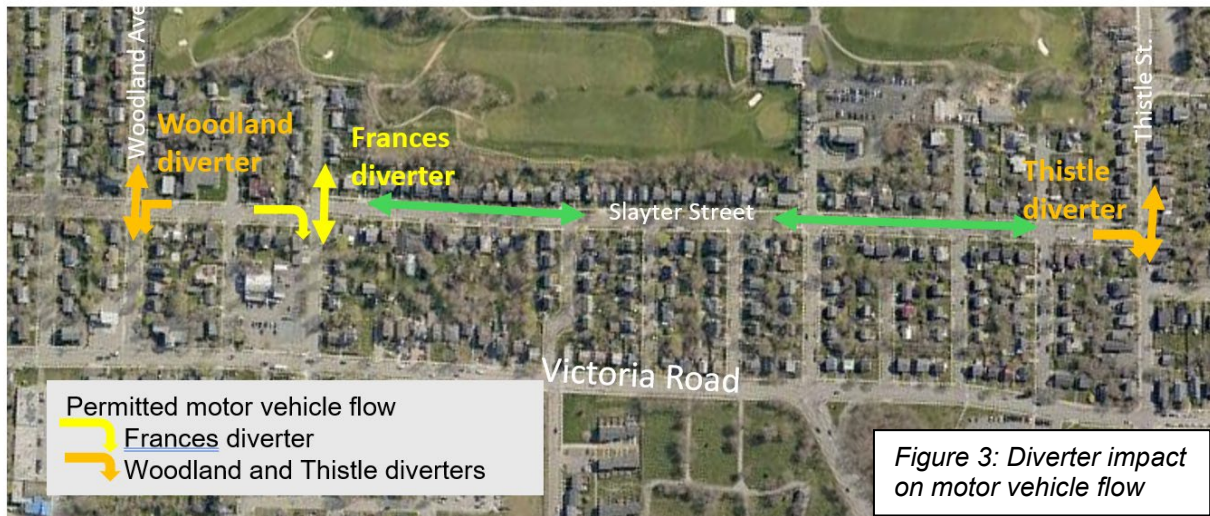 Woodland Ave
Woodland
diverter
Frances
diverter
Slayter Street
Thistle
diverter
Thistle St.
Victoria Road
Permitted motor vehicle flow
Frances diverter
Woodland and Thistle diverters
Figure 3: Diverter impact
on motor vehicle flow